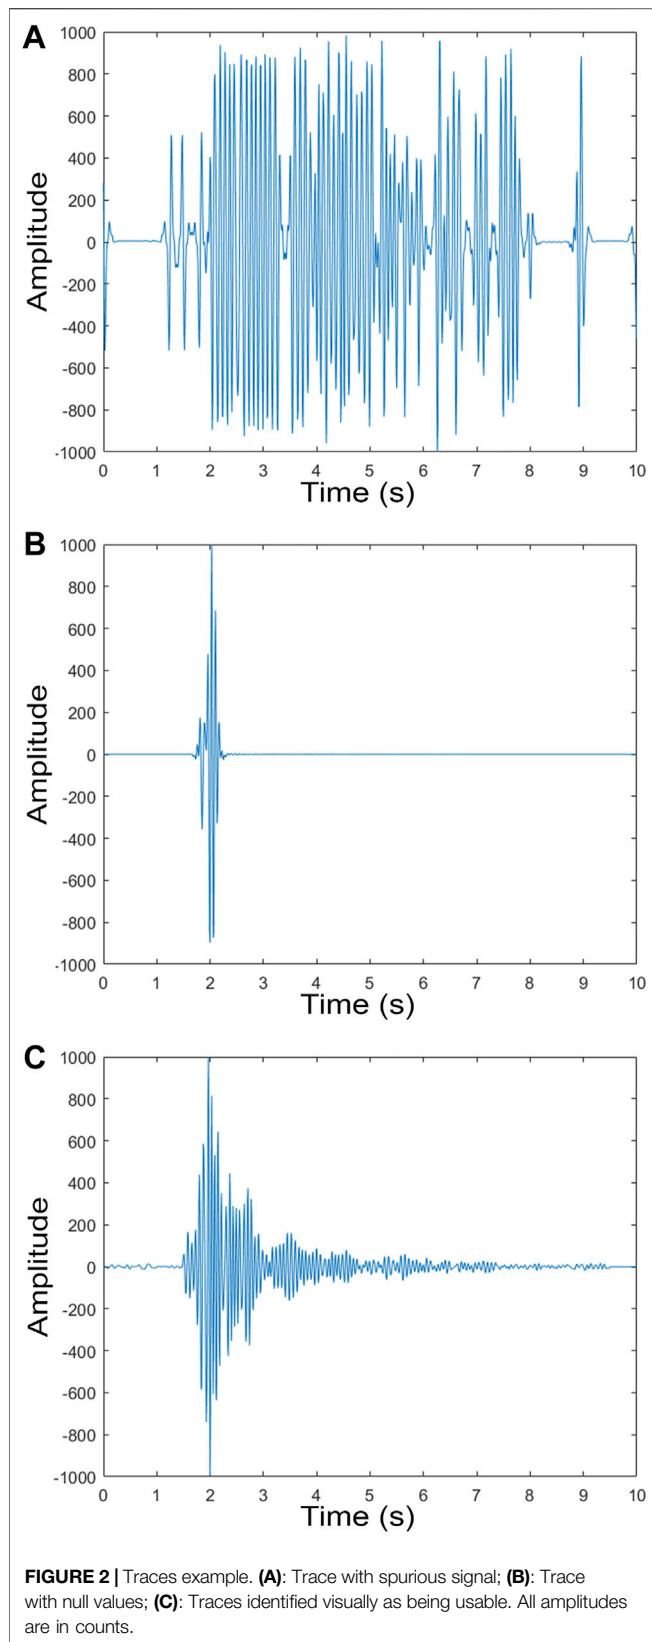 A
1000
800
600
400
200
0
-200
-400
-600
-800
-1000
Amplitude
0 1 2 3 4 5 6 7 8 9 10
Time (s)
B
1000
800
600
400
200
0
-200
-400
-600
-800
-1000
Amplitude
0 1 2 3 4 5 6 7 8 9 10
Time (s)
C
1000
800
600
400
200
0
-200
-400
-600
-800
-1000
Amplitude
0 1 2 3 4 5 6 7 8 9 10
Time (s)
FIGURE 2 | Traces example. (A): Trace with spurious signal; (B): Trace
with null values; (C): Traces identified visually as being usable. All amplitudes
are in counts.